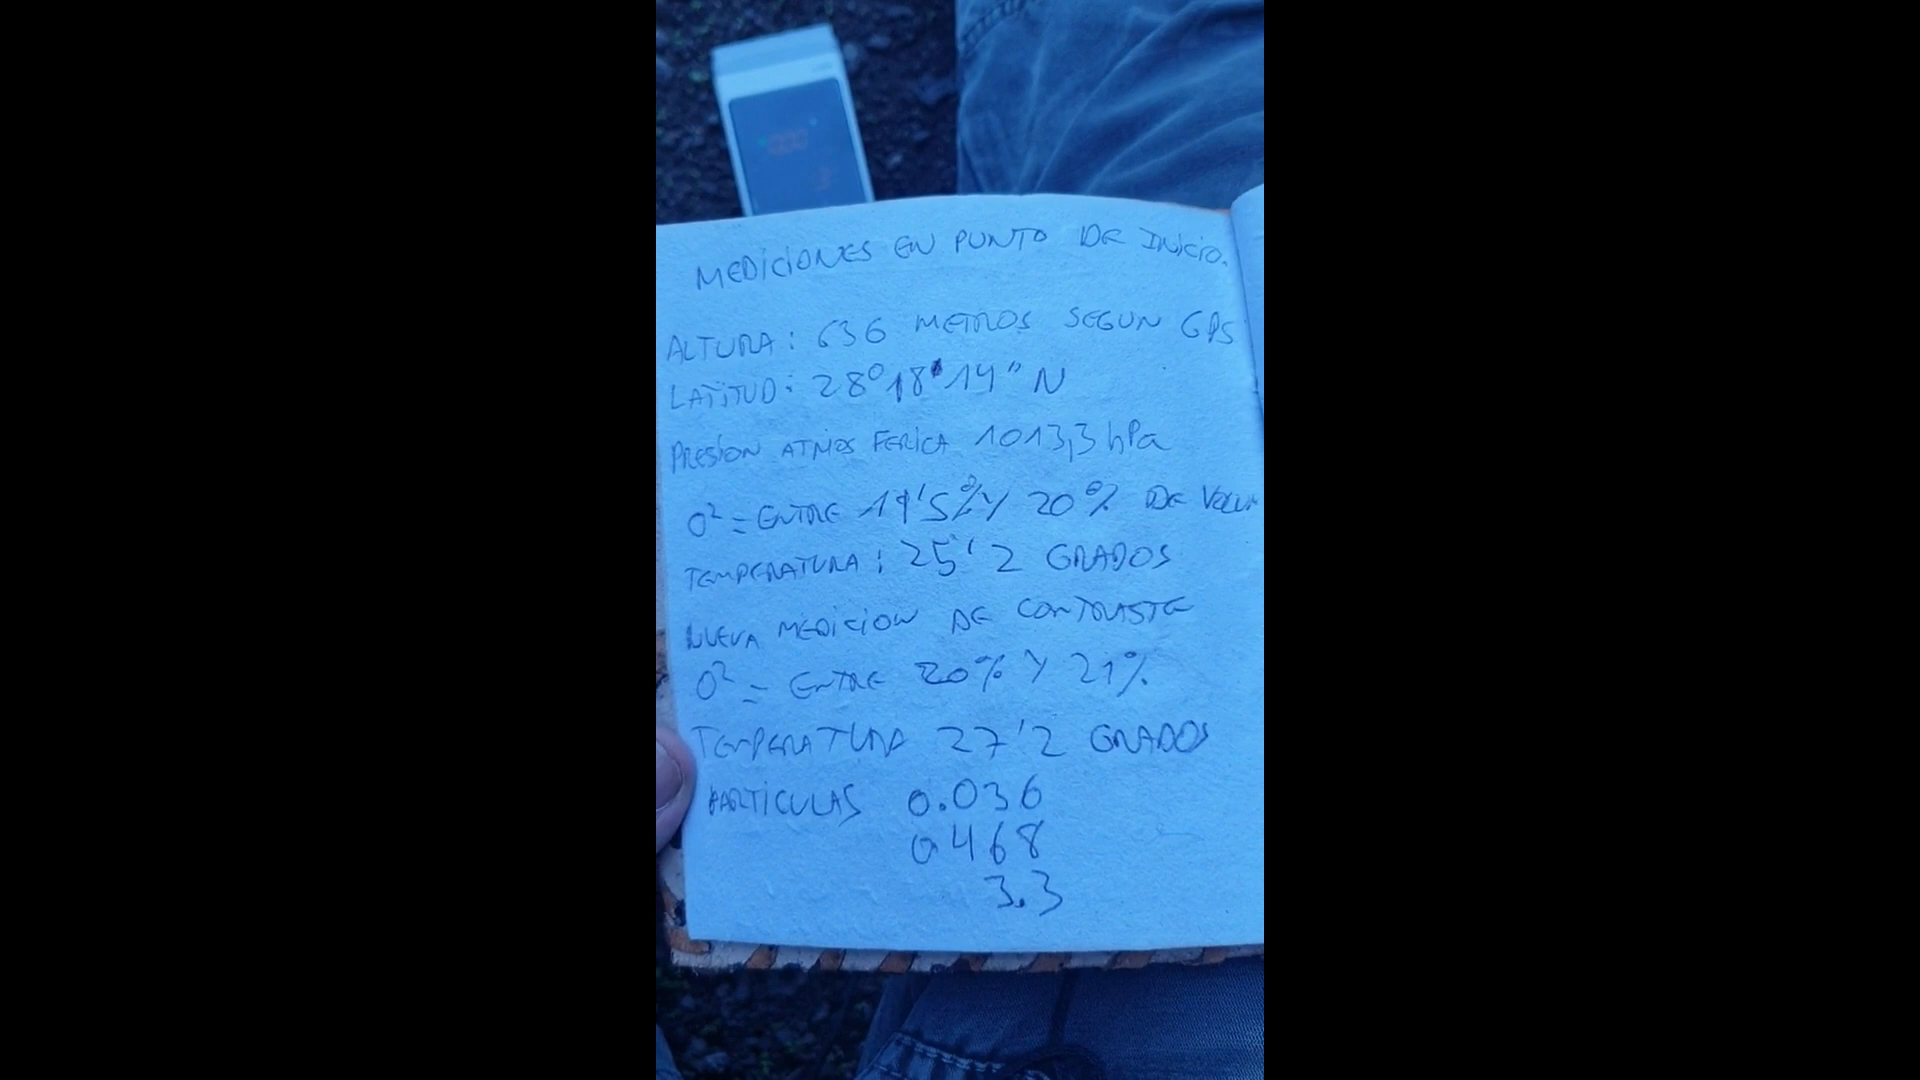 MEDICIONES EN PUNTO DE INICIO.
ALTURA: 636 METROS SEGUN GPS
LATITUD: 28°18'14" N
PRESION ATMOSFERICA 1013,3 hPa
O² = ENTRE 19'5% Y 20% DE VOLUM
TEMPERATURA: 25'2 GRADOS
NUEVA MEDICION DE CONTRASTE
O² = ENTRE 20% Y 21%
TEMPERATURA 27'2 GRADOS
PARTICULAS 0.036
0.468
3.3